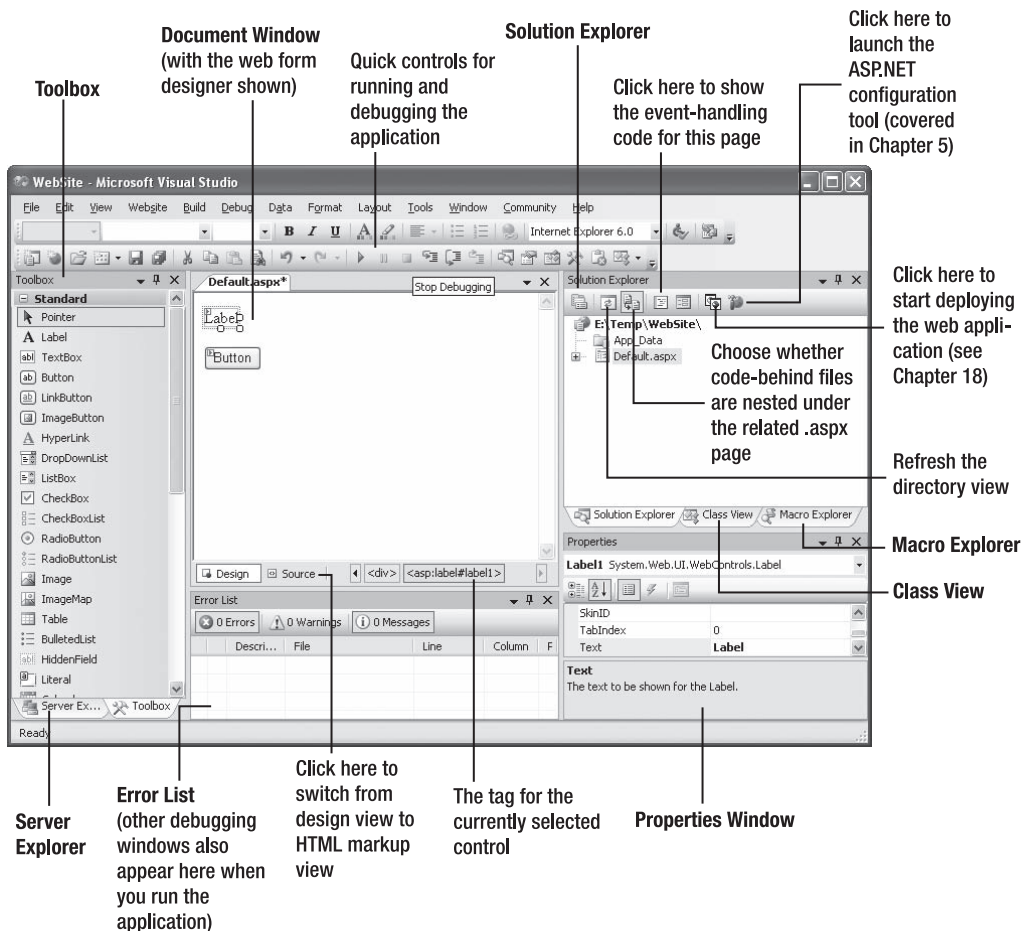 Toolbox
Document Window
(with the web form
designer shown)
Quick controls for
running and
debugging the
application
Solution Explorer
Click here to show
the event-handling
code for this page
Click here to
launch the
ASP.NET
configuration
tool (covered
in Chapter 5)
WebSite - Microsoft Visual Studio
File Edit View Website Build Debug Data Format Layout Tools Window Community Help
B I U A Internet Explorer 6.0
Toolbox
Standard
Pointer
A Label
abl TextBox
ab Button
ab LinkButton
ImageButton
A HyperLink
DropDownList
ListBox
CheckBox
CheckBoxList
RadioButton
RadioButtonList
Image
ImageMap
Table
BulletedList
abl HiddenField
Literal
Server Ex... Toolbox
Ready
Default.aspx*
Stop Debugging
Label
Button
Design Source <div> <asp:label#label1>
Error List
0 Errors 0 Warnings 0 Messages
Descri... File Line Column F
Solution Explorer
E:\Temp\WebSite\
App_Data
Default.aspx
Choose whether
code-behind files
are nested under
the related .aspx
page
Solution Explorer Class View Macro Explorer
Properties
Label1 System.Web.UI.WebControls.Label
SkinID
TabIndex 0
Text Label
Text
The text to be shown for the Label.
Click here to
start deploying
the web appli-
cation (see
Chapter 18)
Refresh the
directory view
Macro Explorer
Class View
Server
Explorer
Error List
(other debugging
windows also
appear here when
you run the
application)
Click here to
switch from
design view to
HTML markup
view
The tag for the
currently selected
control
Properties Window